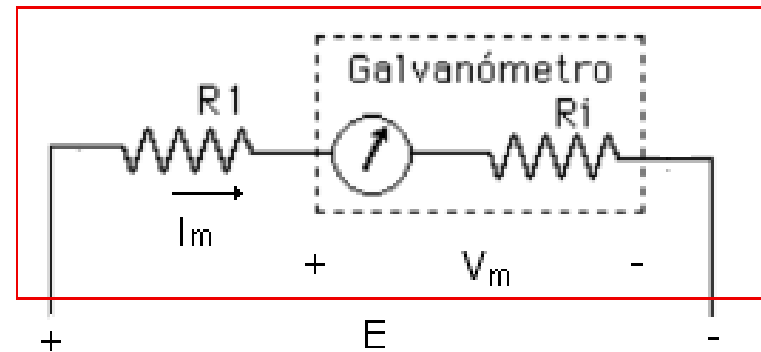 Galvanómetro
R1
Ri
Im
+ Vm -
+ E -